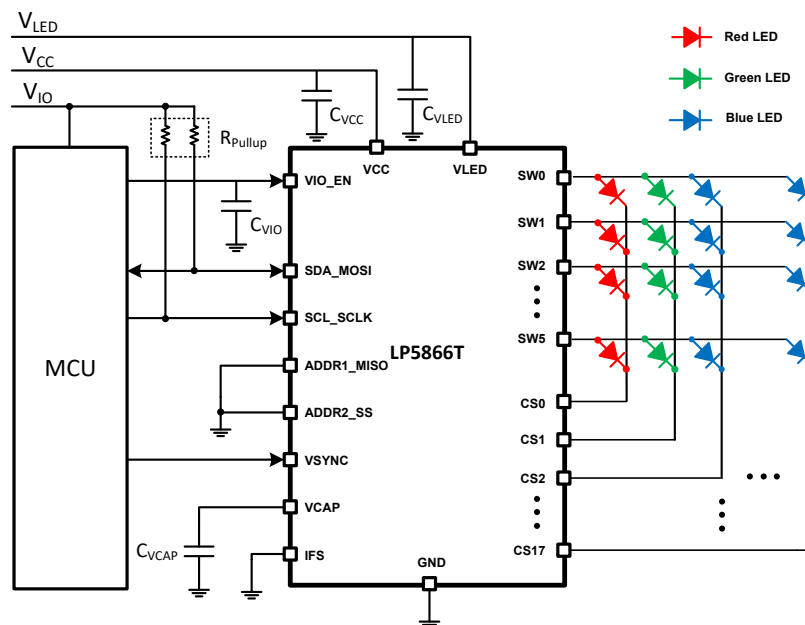 VLED
VCC
VIO
RPullup
CVCC
CVLED
Red LED
Green LED
Blue LED
VCC
VLED
MCU
VIO_EN
CVIO
SDA_MOSI
SCL_SCLK
ADDR1_MISO
ADDR2_SS
VSYNC
VCAP
CVCAP
IFS
LP5866T
GND
SW0
SW1
SW2
SW5
CS0
CS1
CS2
CS17